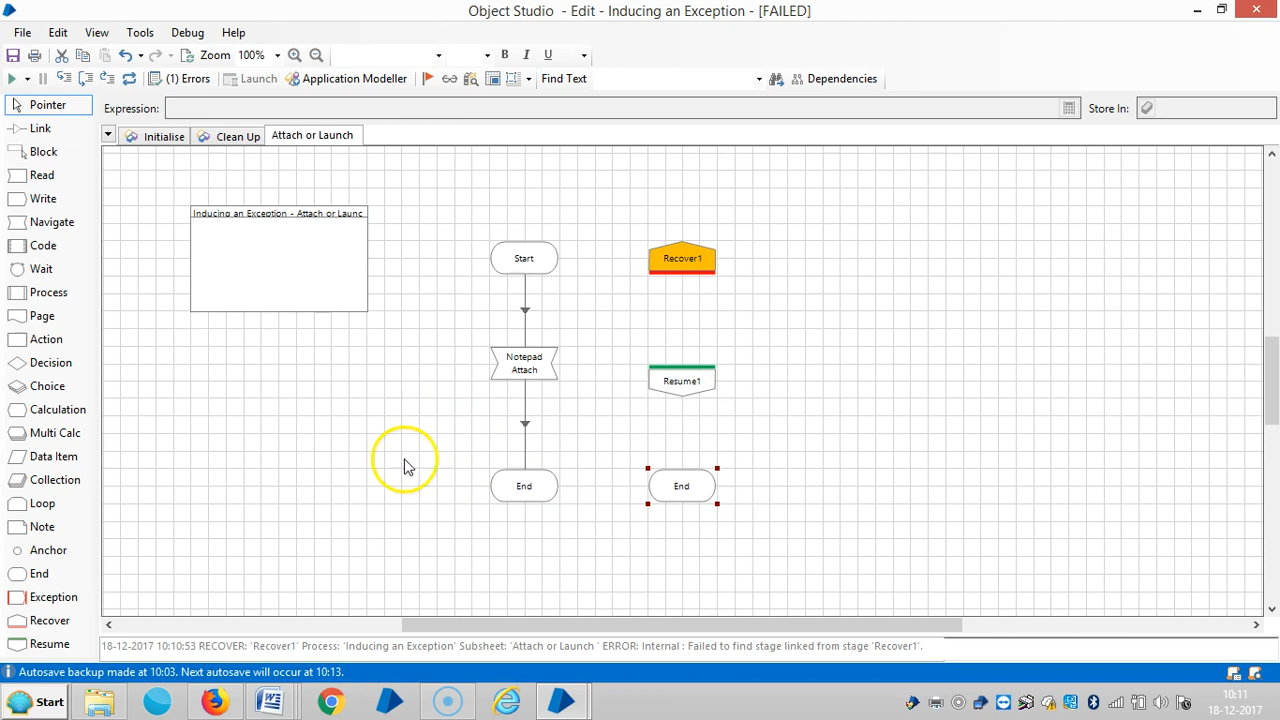 Object Studio - Edit - Inducing an Exception - [FAILED]
File Edit View Tools Debug Help
Zoom 100% B I U
(1) Errors Launch Application Modeller Find Text Dependencies
Pointer Expression: Store In:
Link
Initialise Clean Up Attach or Launch
Block
Read
Write
Navigate
Code
Wait
Process
Page
Action
Decision
Choice
Calculation
Multi Calc
Data Item
Collection
Loop
Note
Anchor
End
Exception
Recover
Resume
Inducing an Exception - Attach or Launc
Start
Recover1
Notepad
Attach
Resume1
End
End
18-12-2017 10:10:53 RECOVER: 'Recover1' Process: 'Inducing an Exception' Subsheet: 'Attach or Launch ' ERROR: Internal : Failed to find stage linked from stage 'Recover1'.
Autosave backup made at 10:03. Next autosave will occur at 10:13.
Start
10:11
18-12-2017